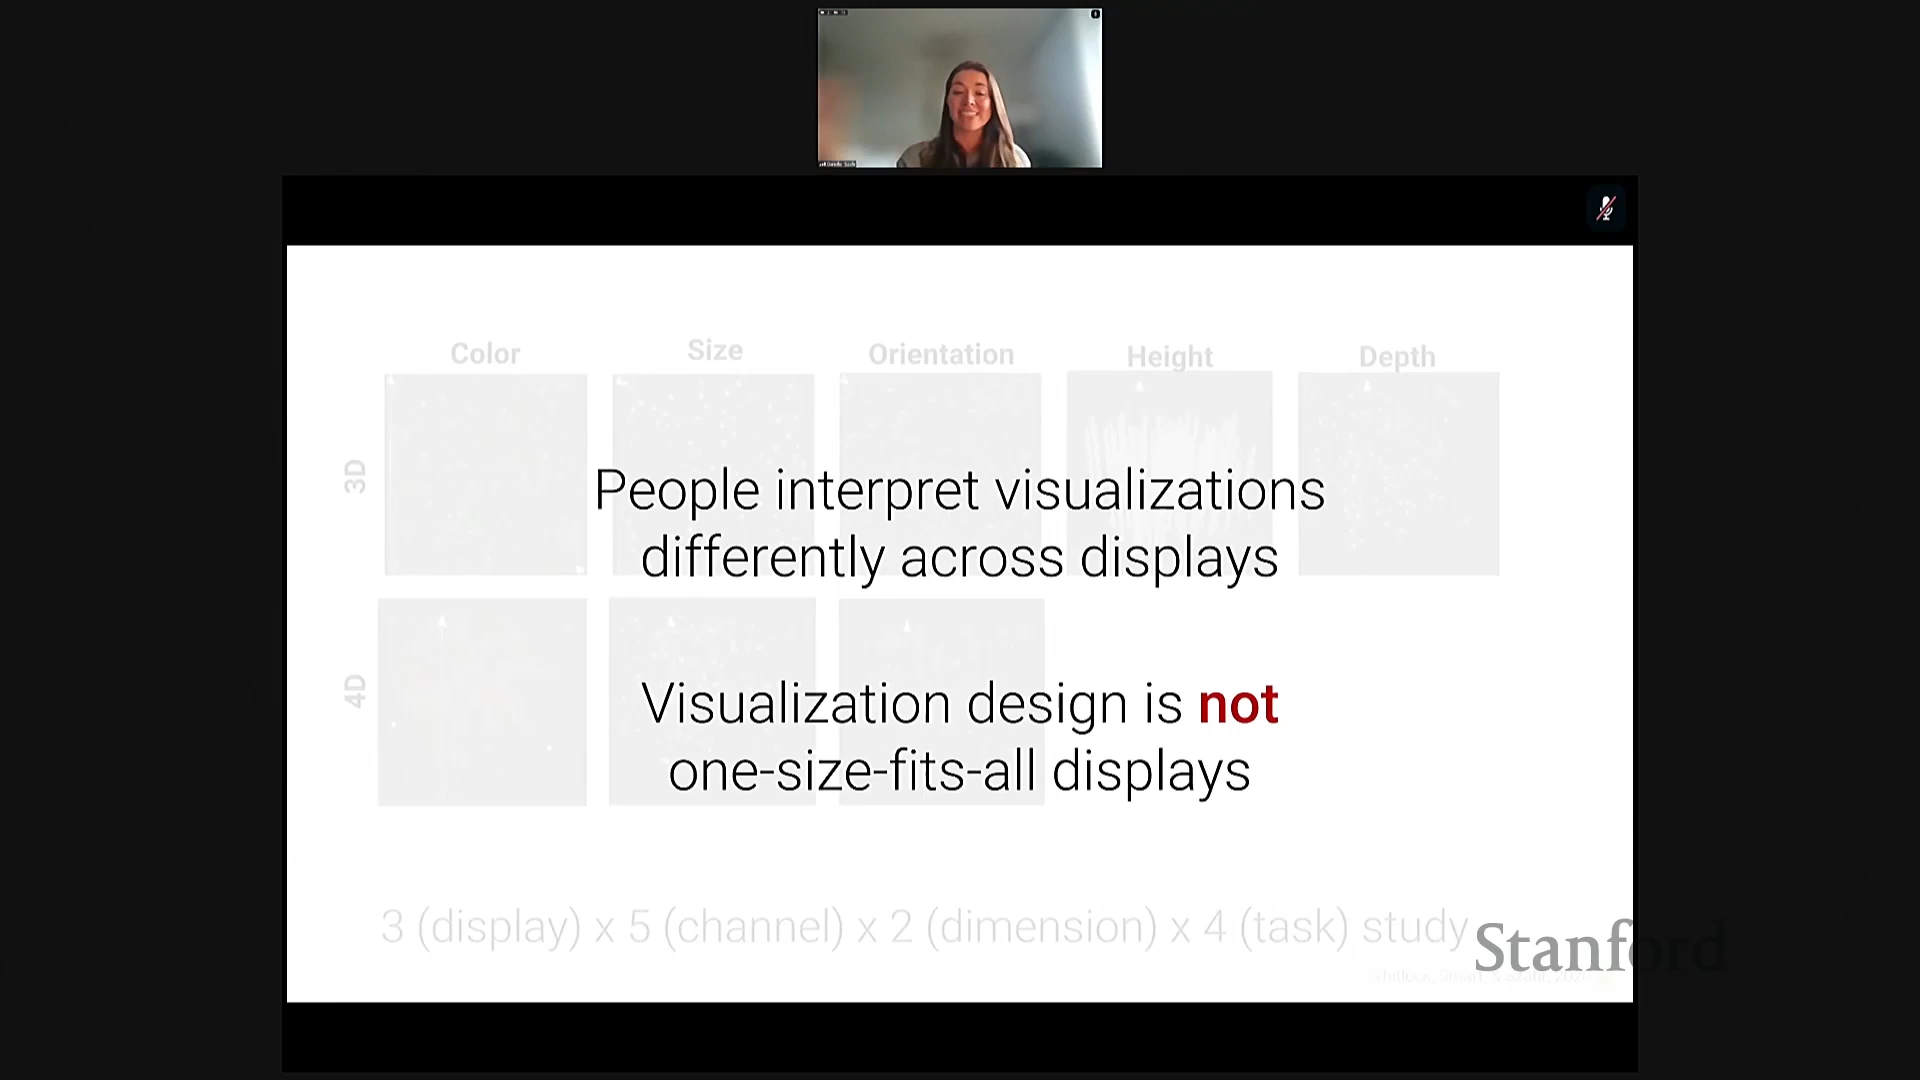 Color
Size
Orientation
Height
Depth
3D
People interpret visualizations
differently across displays
4D
Visualization design is not
one-size-fits-all displays
3 (display) x 5 (channel) x 2 (dimension) x 4 (task) study
Stanford